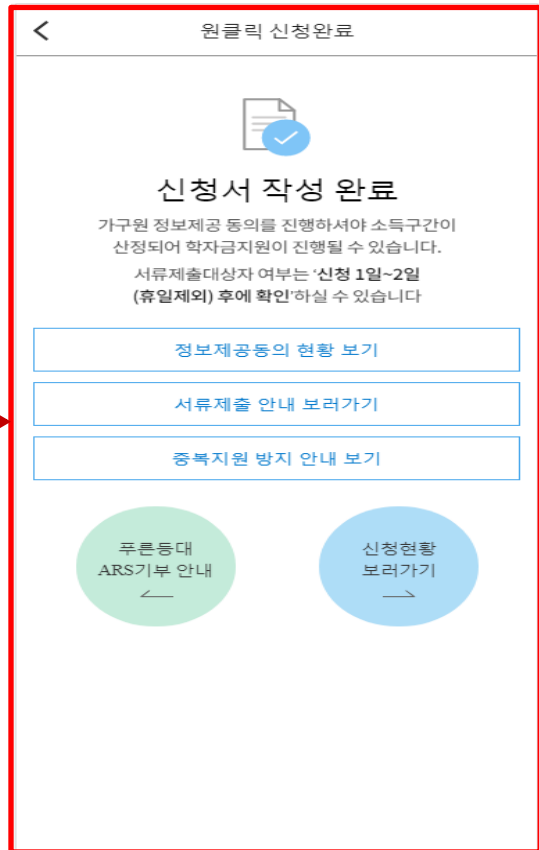 원클릭 신청완료
신청서 작성 완료
가구원 정보제공 동의를 진행하셔야 소득구간이
산정되어 학자금지원이 진행될 수 있습니다.
서류제출대상자 여부는 '신청 1일~2일
(휴일제외) 후에 확인'하실 수 있습니다
정보제공동의 현황 보기
서류제출 안내 보러가기
중복지원 방지 안내 보기
푸른등대
ARS기부 안내
신청현황
보러가기